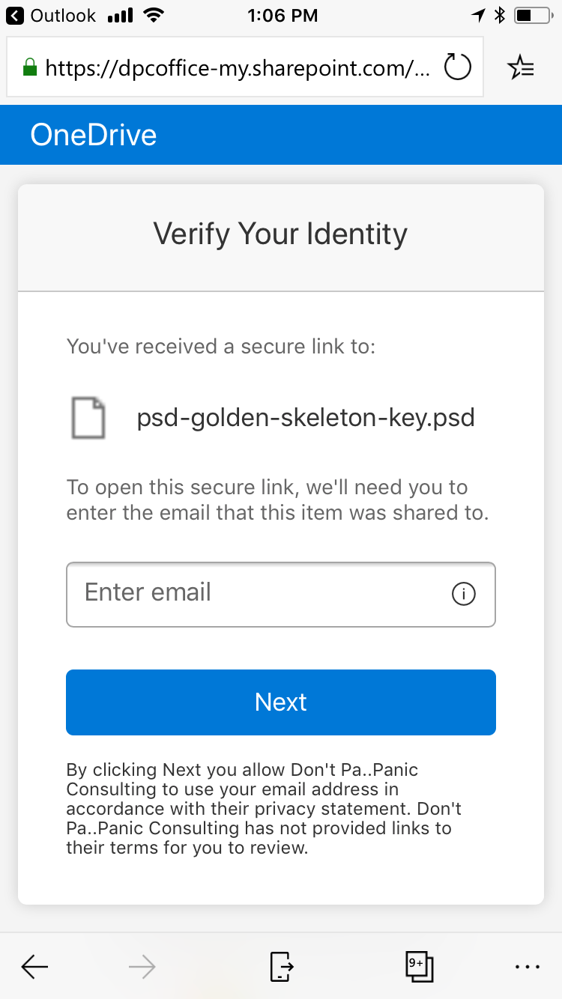 Outlook 1:06 PM
https://dpcoffice-my.sharepoint.com/...
OneDrive
Verify Your Identity
You've received a secure link to:
psd-golden-skeleton-key.psd
To open this secure link, we'll need you to
enter the email that this item was shared to.
Enter email
Next
By clicking Next you allow Don't Pa..Panic
Consulting to use your email address in
accordance with their privacy statement. Don't
Pa..Panic Consulting has not provided links to
their terms for you to review.
9+